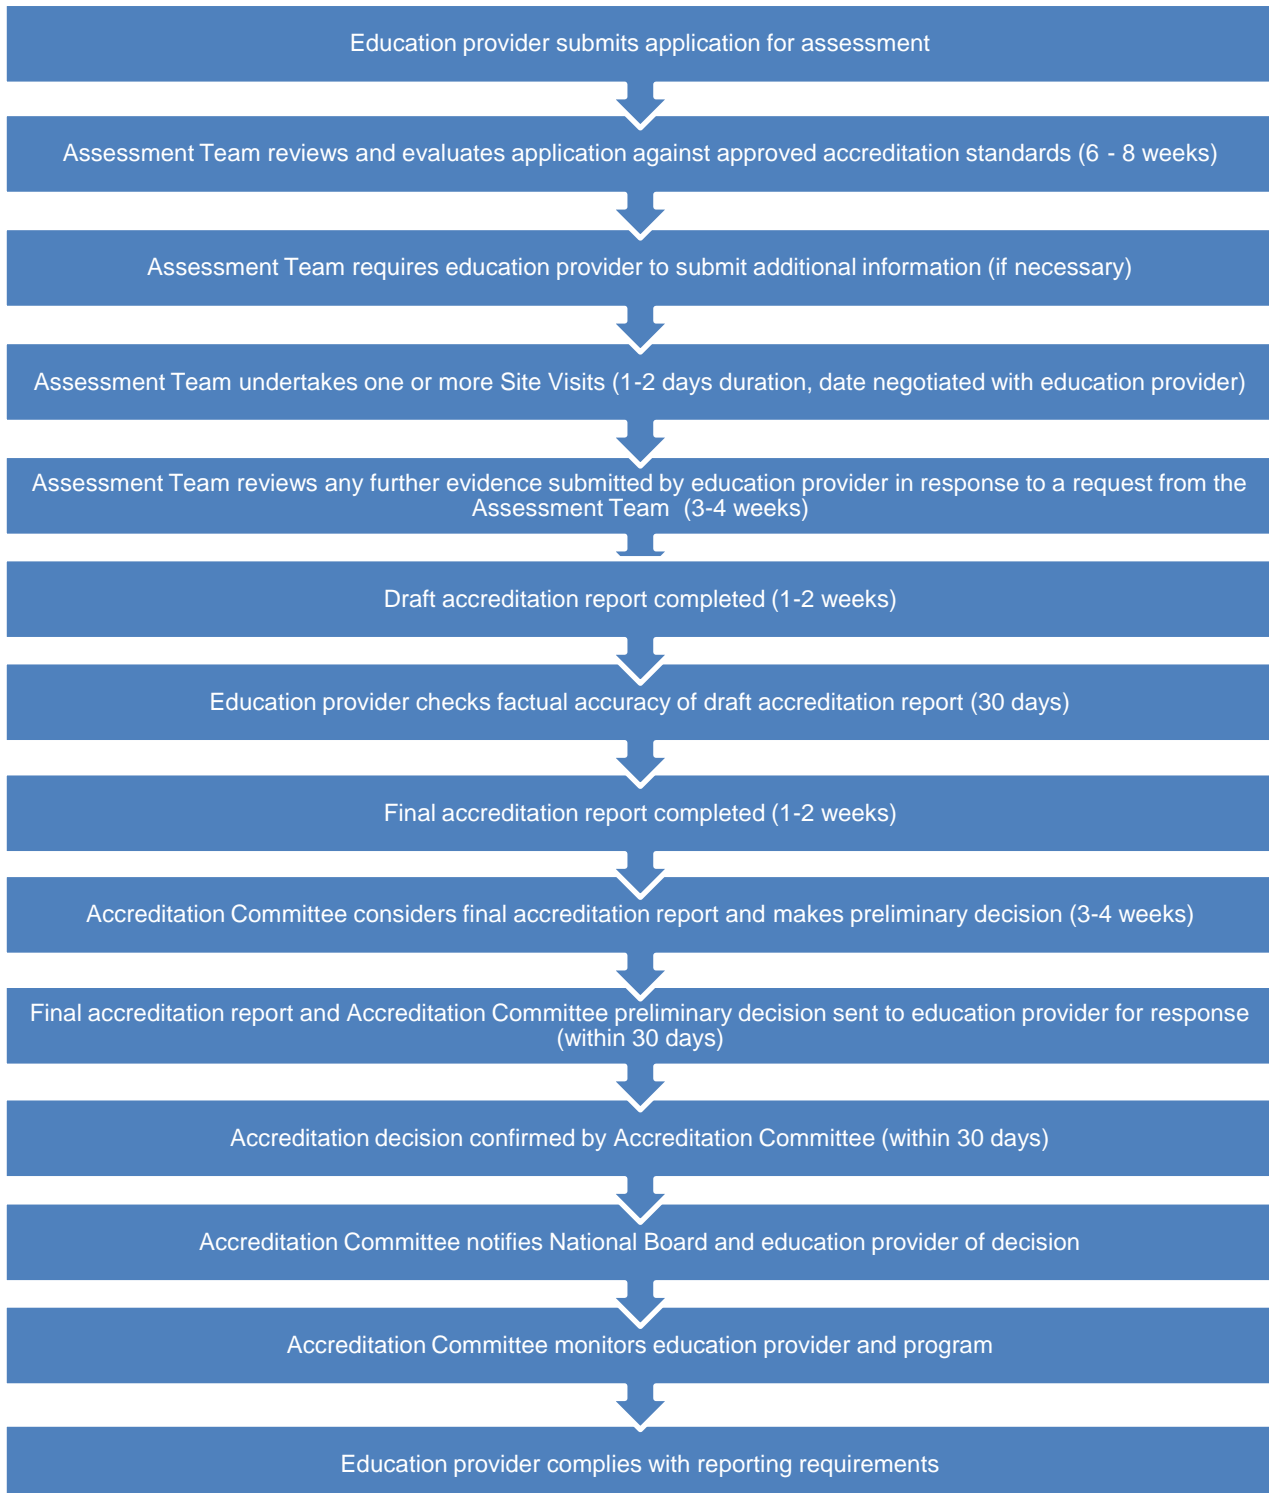 Education provider submits application for assessment
Assessment Team reviews and evaluates application against approved accreditation standards (6 - 8 weeks)
Assessment Team requires education provider to submit additional information (if necessary)
Assessment Team undertakes one or more Site Visits (1-2 days duration, date negotiated with education provider)
Assessment Team reviews any further evidence submitted by education provider in response to a request from the
Assessment Team (3-4 weeks)
Draft accreditation report completed (1-2 weeks)
Education provider checks factual accuracy of draft accreditation report (30 days)
Final accreditation report completed (1-2 weeks)
Accreditation Committee considers final accreditation report and makes preliminary decision (3-4 weeks)
Final accreditation report and Accreditation Committee preliminary decision sent to education provider for response
(within 30 days)
Accreditation decision confirmed by Accreditation Committee (within 30 days)
Accreditation Committee notifies National Board and education provider of decision
Accreditation Committee monitors education provider and program
Education provider complies with reporting requirements